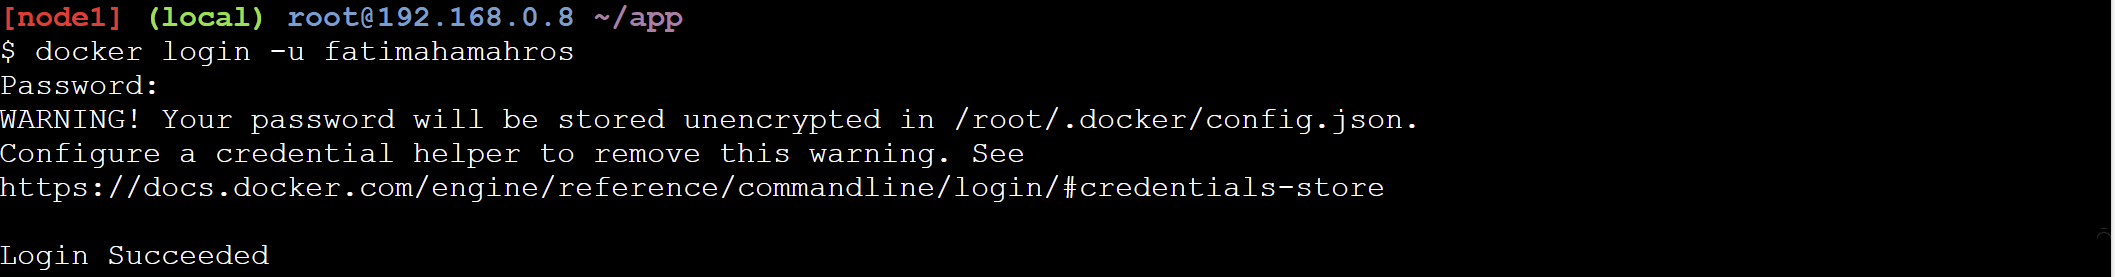 [node1] (local) root@192.168.0.8 ~/app
$ docker login -u fatimahamahros
Password:
WARNING! Your password will be stored unencrypted in /root/.docker/config.json.
Configure a credential helper to remove this warning. See
https://docs.docker.com/engine/reference/commandline/login/#credentials-store
Login Succeeded